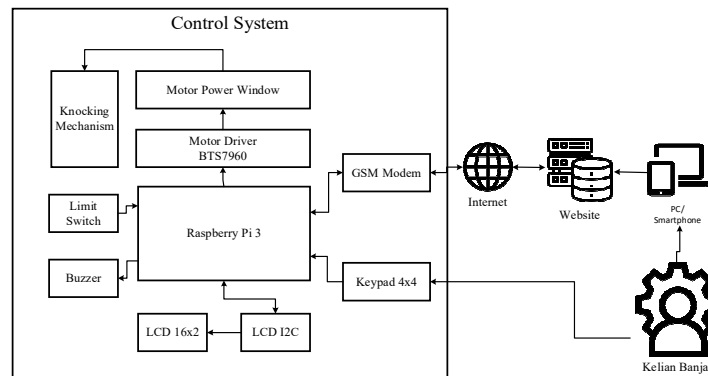 Control System
Motor Power Window
Knocking
Mechanism
Motor Driver
BTS7960
GSM Modem
Internet
Website
PC/
Smartphone
Limit
Switch
Raspberry Pi 3
Buzzer
Keypad 4x4
LCD 16x2
LCD I2C
Kelian Banja